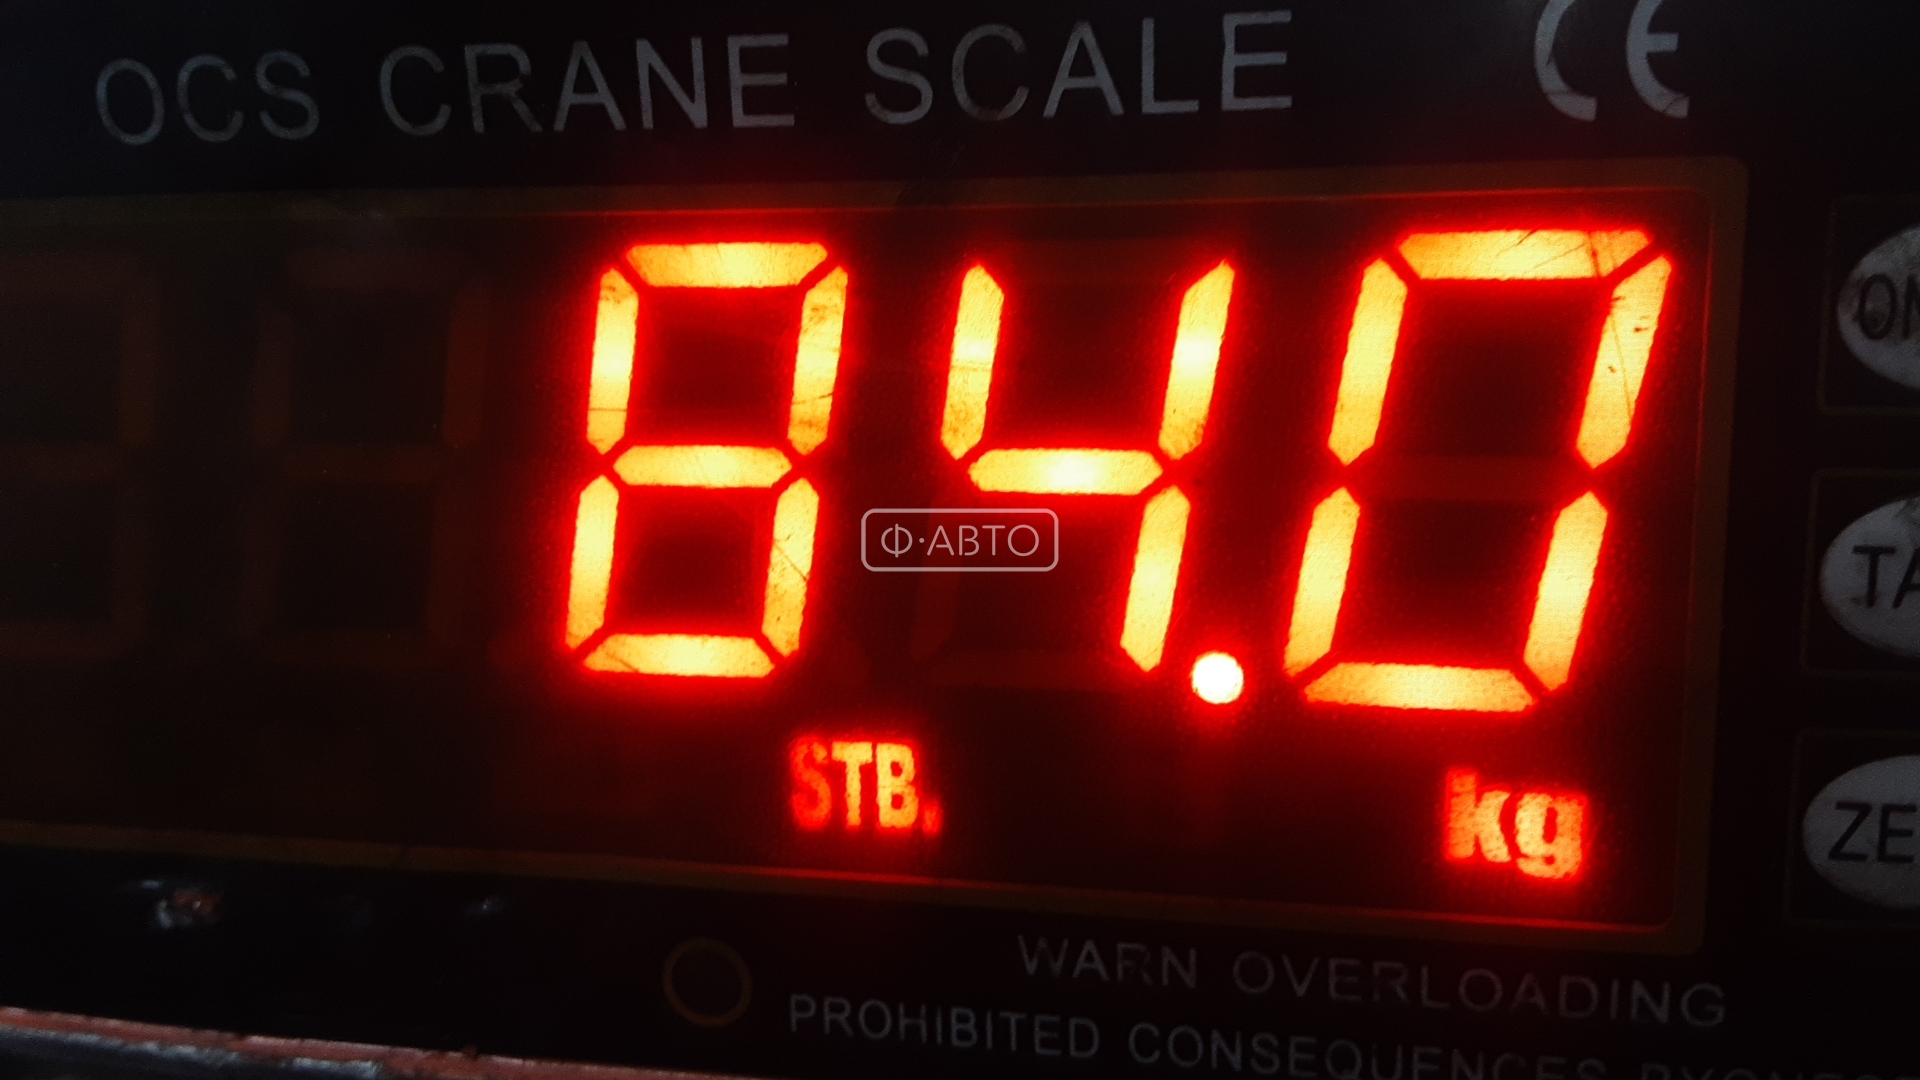 OCS CRANE SCALE CE
84.0
STB. kg
Ф·АВТО
WARN OVERLOADING
PROHIBITED CONSEQUENCES